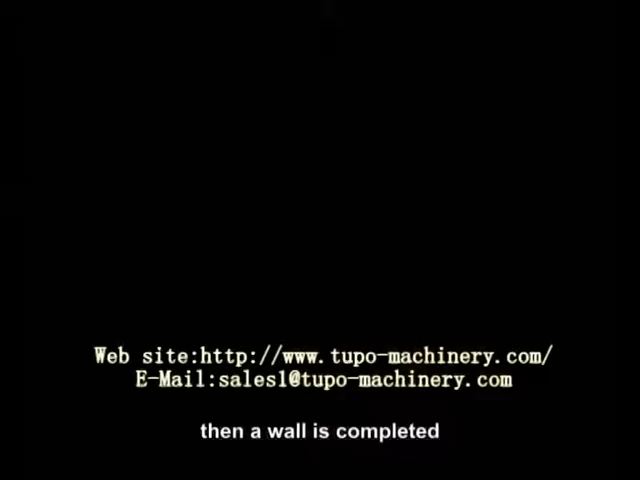 Web site:http://www.tupo-machinery.com/
E-Mail:sales1@tupo-machinery.com
then a wall is completed